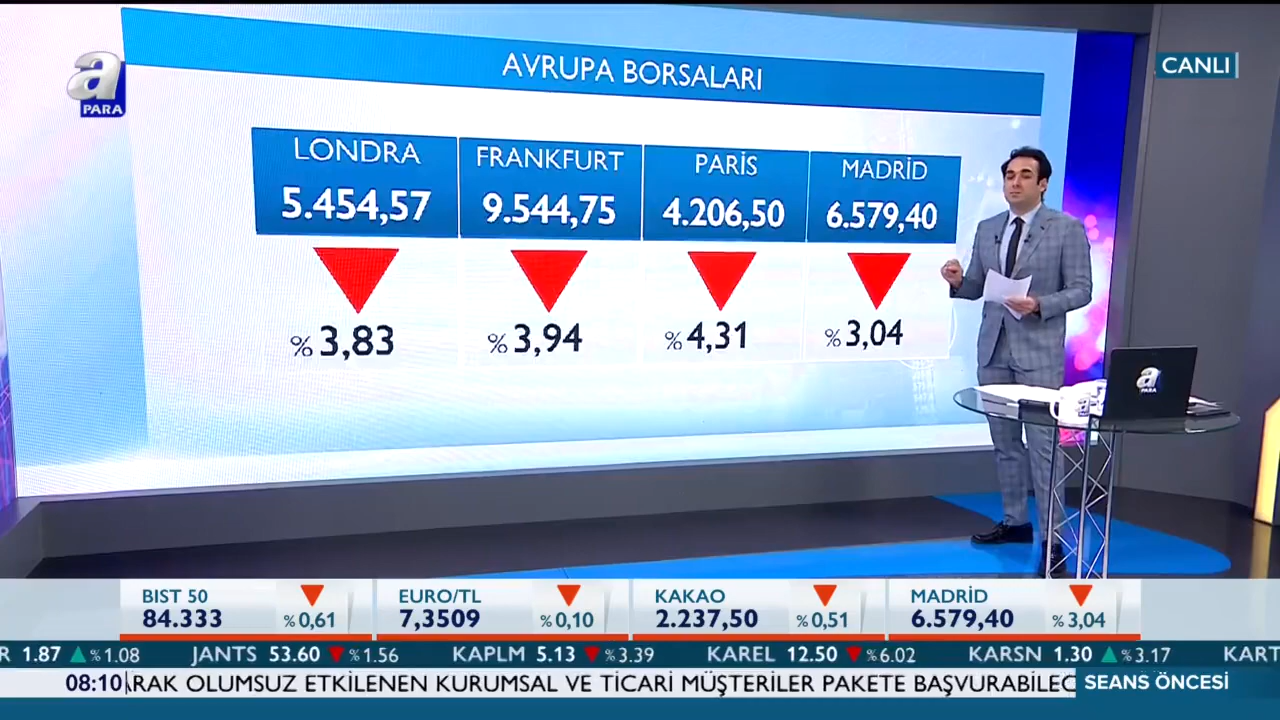 AVRUPA BORSALARI
CANLI
a
PARA
LONDRA
5.454,57
FRANKFURT
9.544,75
PARİS
4.206,50
MADRİD
6.579,40
% 3,83
% 3,94
% 4,31
% 3,04
a
PARA
a
BIST 50
84.333
% 0,61
EURO/TL
7,3509
% 0,10
KAKAO
2.237,50
% 0,51
MADRİD
6.579,40
% 3,04
R 1.87 %1.08 JANTS 53.60 %1.56 KAPLM 5.13 %3.39 KAREL 12.50 %6.02 KARSN 1.30 %3.17 KART
08:10 ARAK OLUMSUZ ETKİLENEN KURUMSAL VE TİCARİ MÜŞTERİLER PAKETE BAŞVURABİLEC SEANS ÖNCESİ